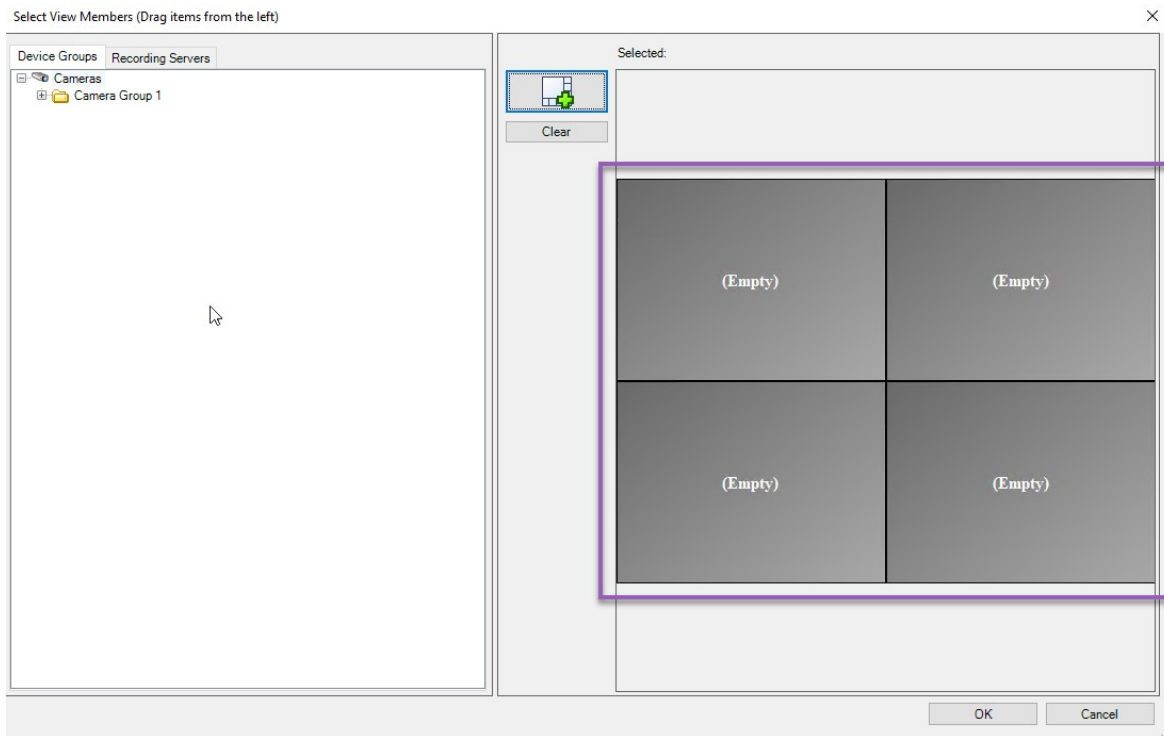 Select View Members (Drag items from the left)
Device Groups
Recording Servers
Cameras
Camera Group 1
Clear
Selected:
(Empty)
(Empty)
(Empty)
(Empty)
OK
Cancel